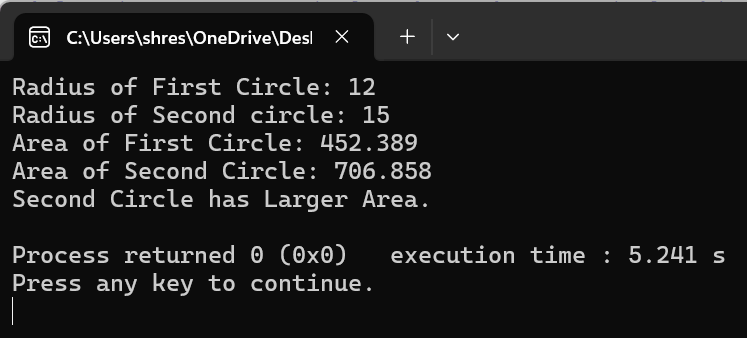 C:\Users\shres\OneDrive\Desl
Radius of First Circle: 12
Radius of Second circle: 15
Area of First Circle: 452.389
Area of Second Circle: 706.858
Second Circle has Larger Area.
Process returned 0 (0x0)   execution time : 5.241 s
Press any key to continue.